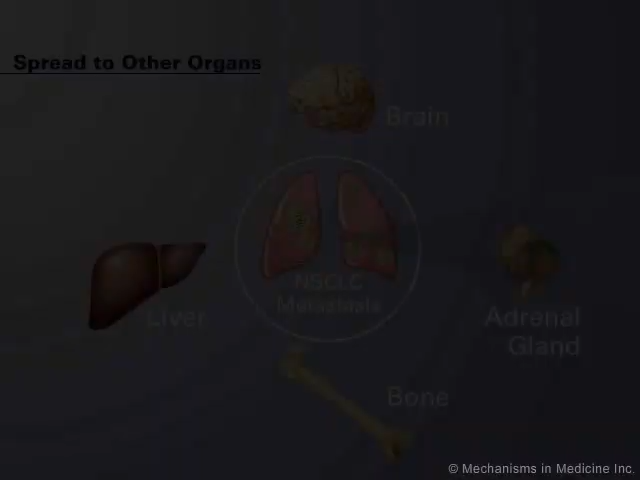 Spread to Other Organs
Brain
NSCLC
Metastasis
Liver
Adrenal
Gland
Bone
© Mechanisms in Medicine Inc.